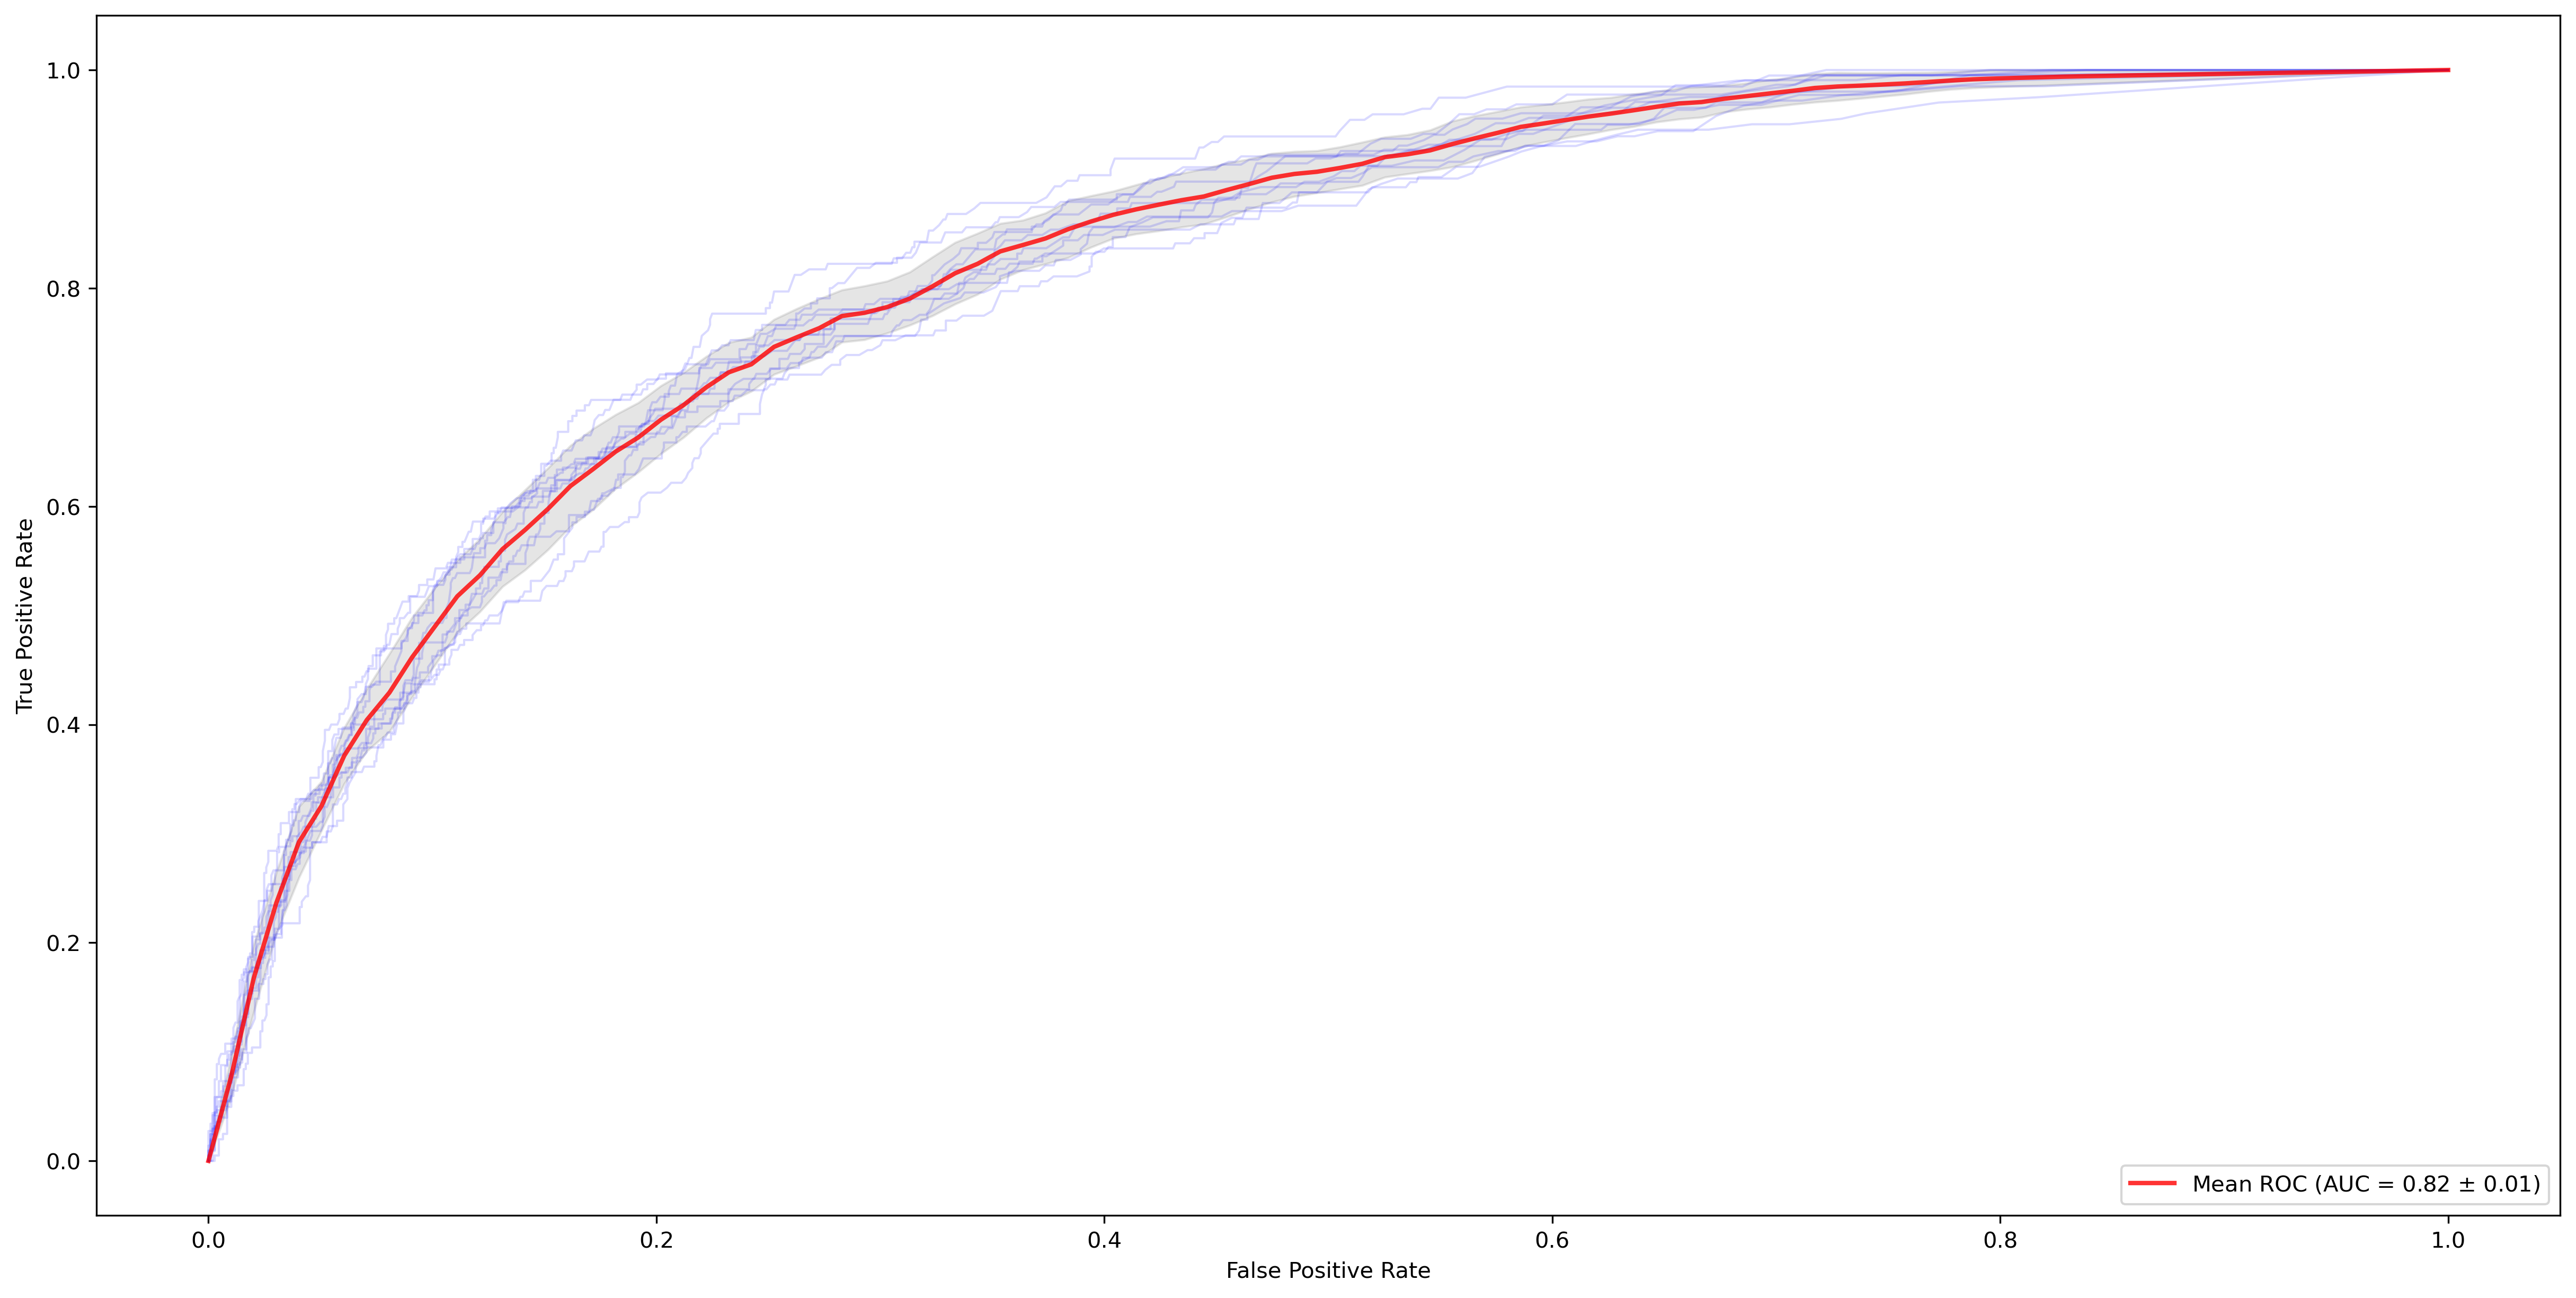 1.0
0.8
0.6
0.4
0.2
0.0
True Positive Rate
Mean ROC (AUC = 0.82 ± 0.01)
0.0 0.2 0.4 0.6 0.8 1.0
False Positive Rate